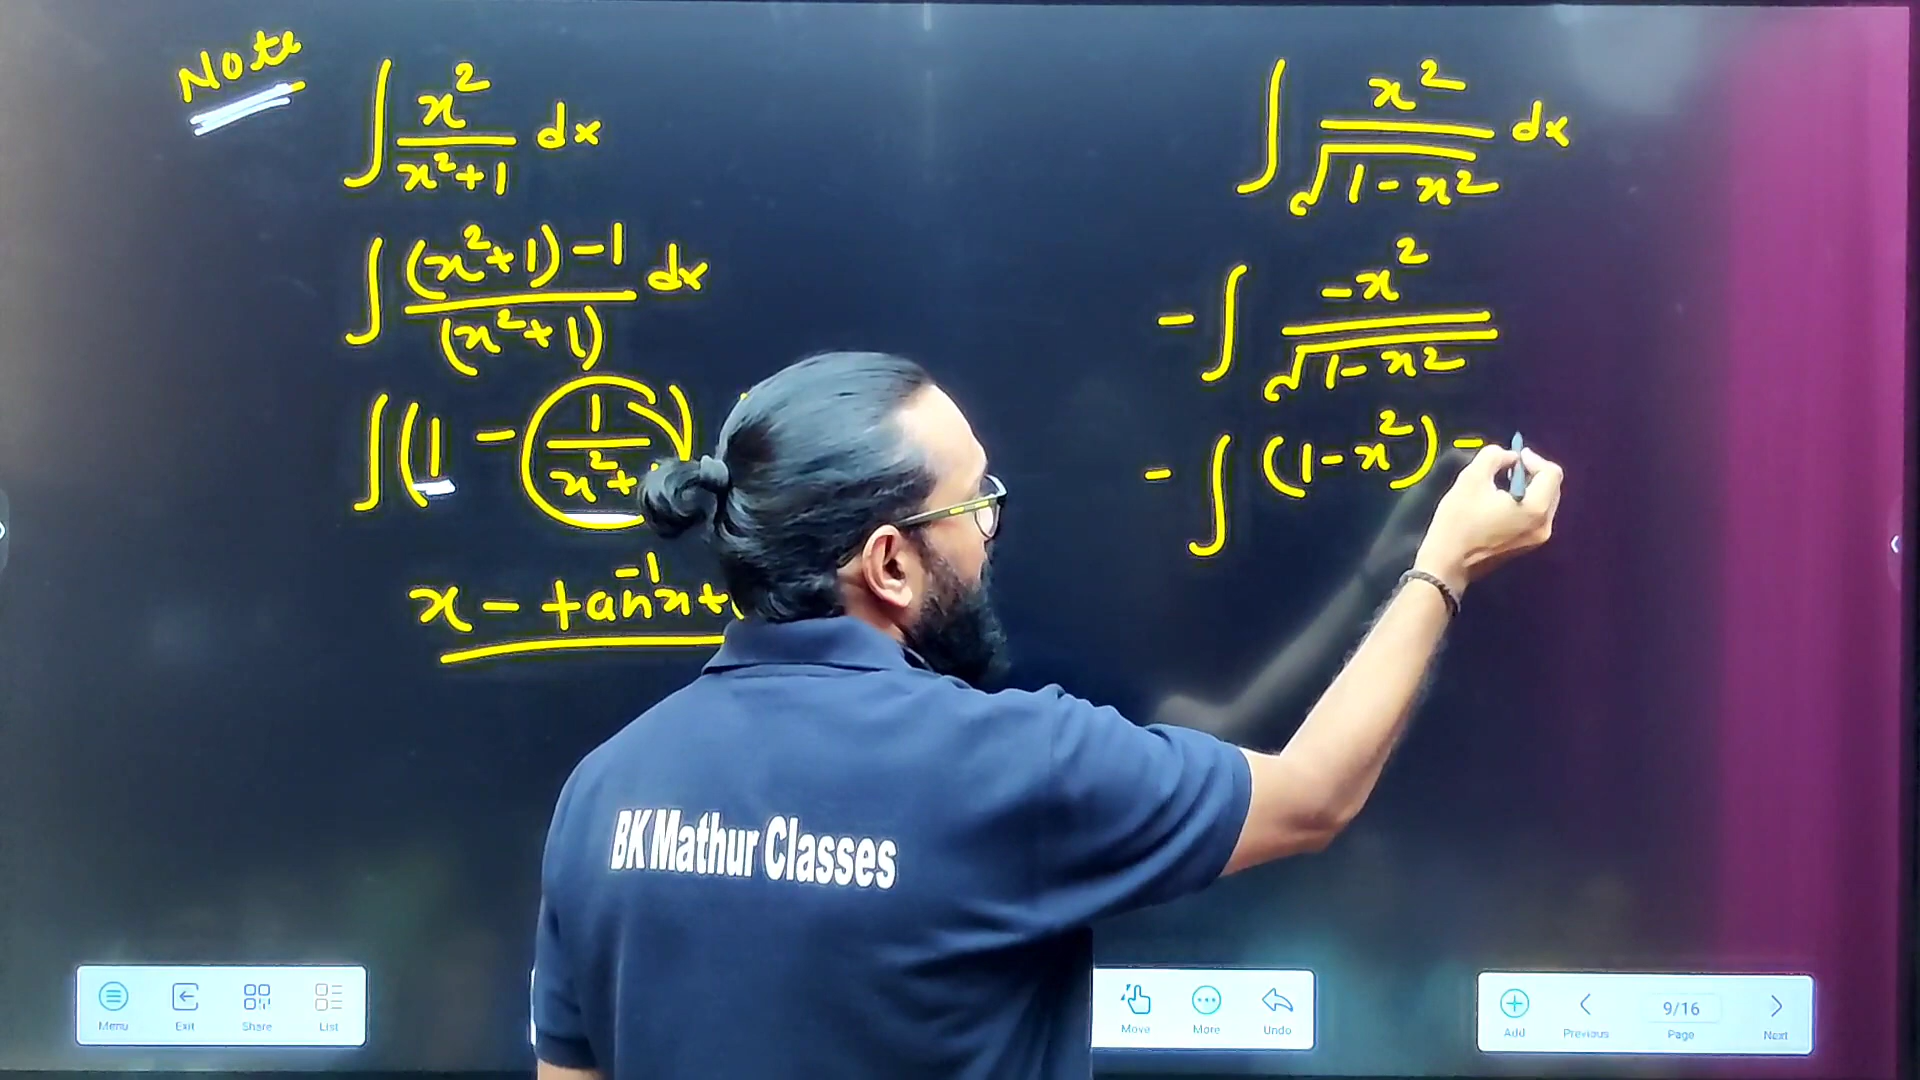 Note
∫ x²/(x²+1) dx
∫ ((x²+1)-1)/(x²+1) dx
∫(1 - 1/(x²+
x - tan⁻¹x+
∫ x²/√(1-x²) dx
-∫ -x²/√(1-x²)
-∫ (1-x²) -
BK Mathur Classes
Menu
Exit
Share
List
Move
More
Undo
Add
Previous
9/16
Page
Next